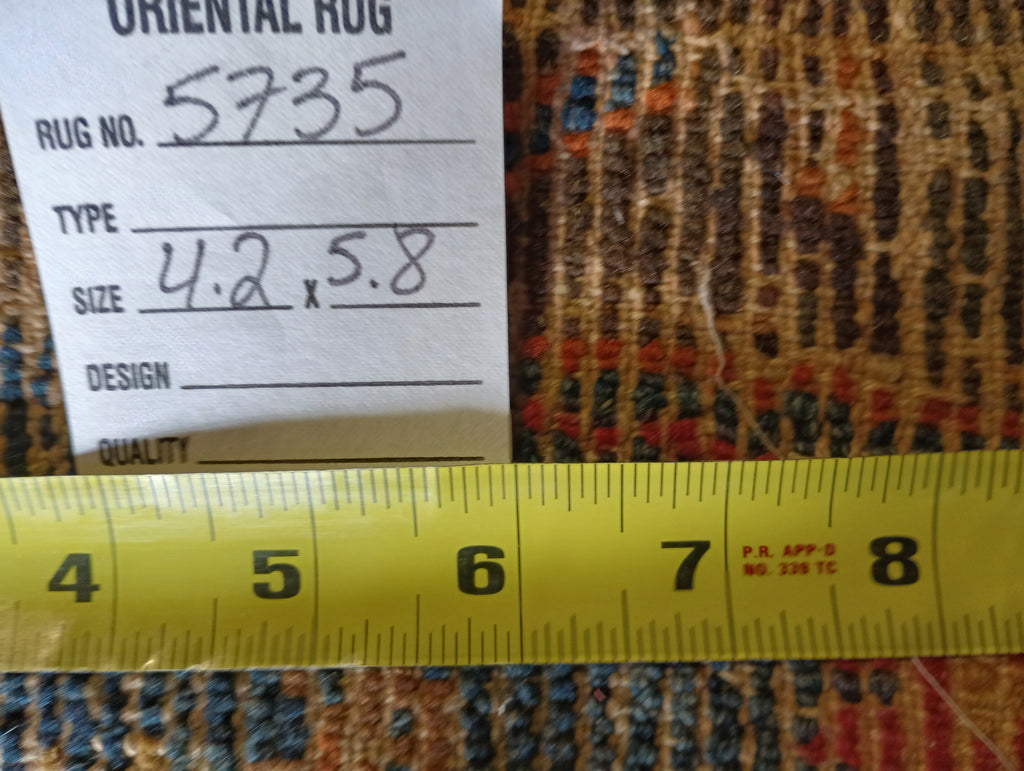 ORIENTAL RUG
RUG NO. 5735
TYPE
SIZE 4.2 x 5.8
DESIGN
QUALITY
4 5 6 7 P.R. APP-D 8
NO. 339 TC